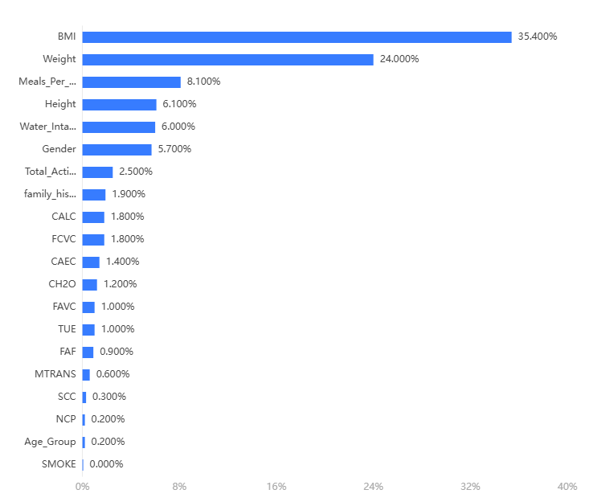 BMI 35.400%
Weight 24.000%
Meals_Per_... 8.100%
Height 6.100%
Water_Inta... 6.000%
Gender 5.700%
Total_Acti... 2.500%
family_his... 1.900%
CALC 1.800%
FCVC 1.800%
CAEC 1.400%
CH2O 1.200%
FAVC 1.000%
TUE 1.000%
FAF 0.900%
MTRANS 0.600%
SCC 0.300%
NCP 0.200%
Age_Group 0.200%
SMOKE 0.000%
0% 8% 16% 24% 32% 40%